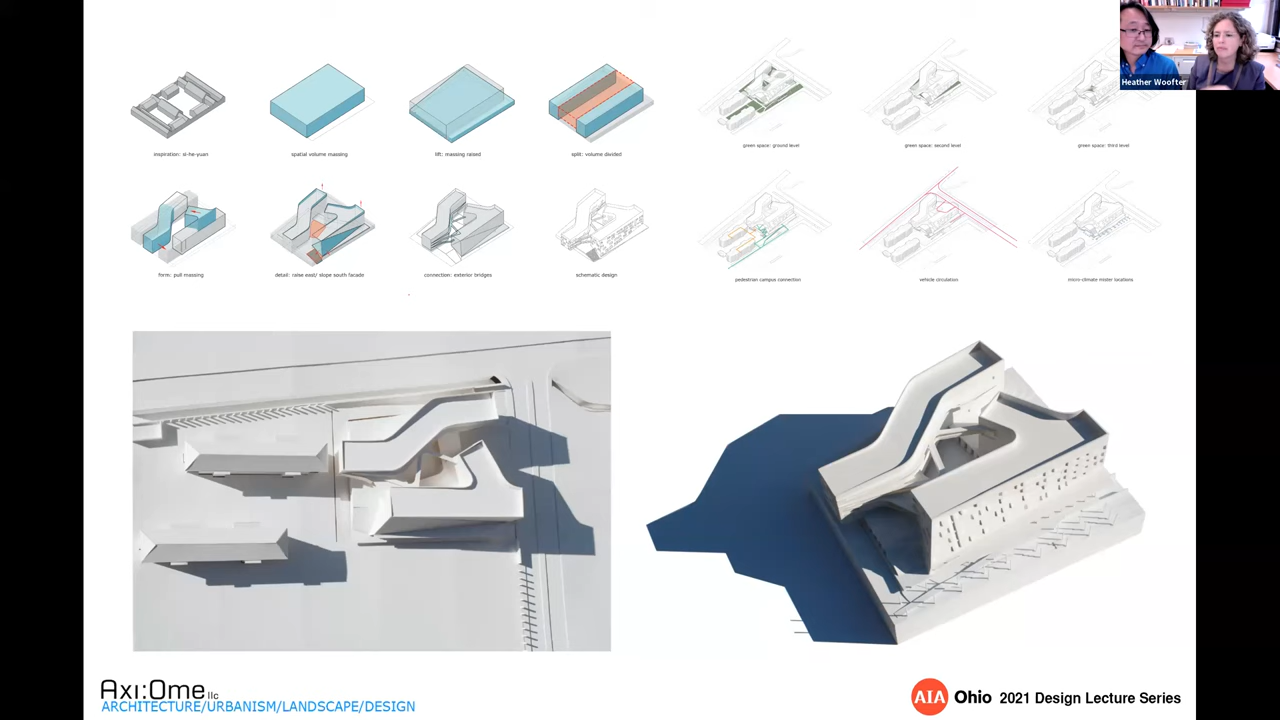 Heather Woofter
inspiration: si-he-yuan
spatial volume massing
lift: massing raised
split: volume divided
green space: ground level
green space: second level
green space: third level
form: pull massing
detail: raise east/ slope south facade
connection: exterior bridges
schematic design
pedestrian campus connection
vehicle circulation
micro-climate mister locations
Axi:Ome llc
ARCHITECTURE/URBANISM/LANDSCAPE/DESIGN
AIA Ohio 2021 Design Lecture Series